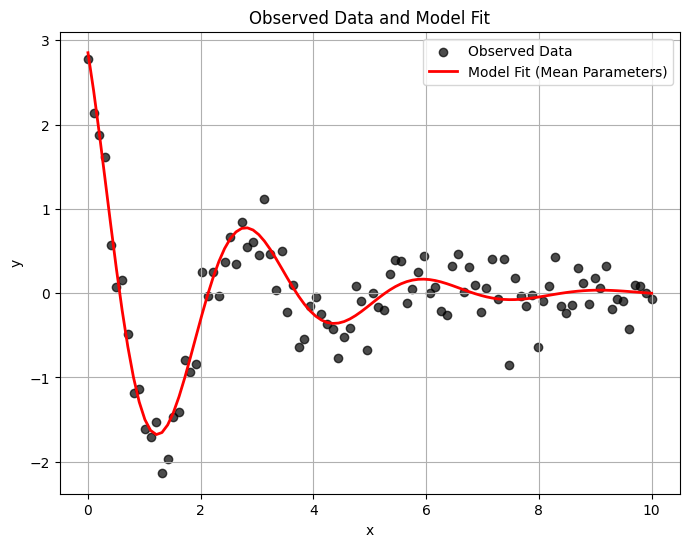 Observed Data and Model Fit
Observed Data
Model Fit (Mean Parameters)
3
2
1
0
−1
−2
y
0
2
4
6
8
10
x